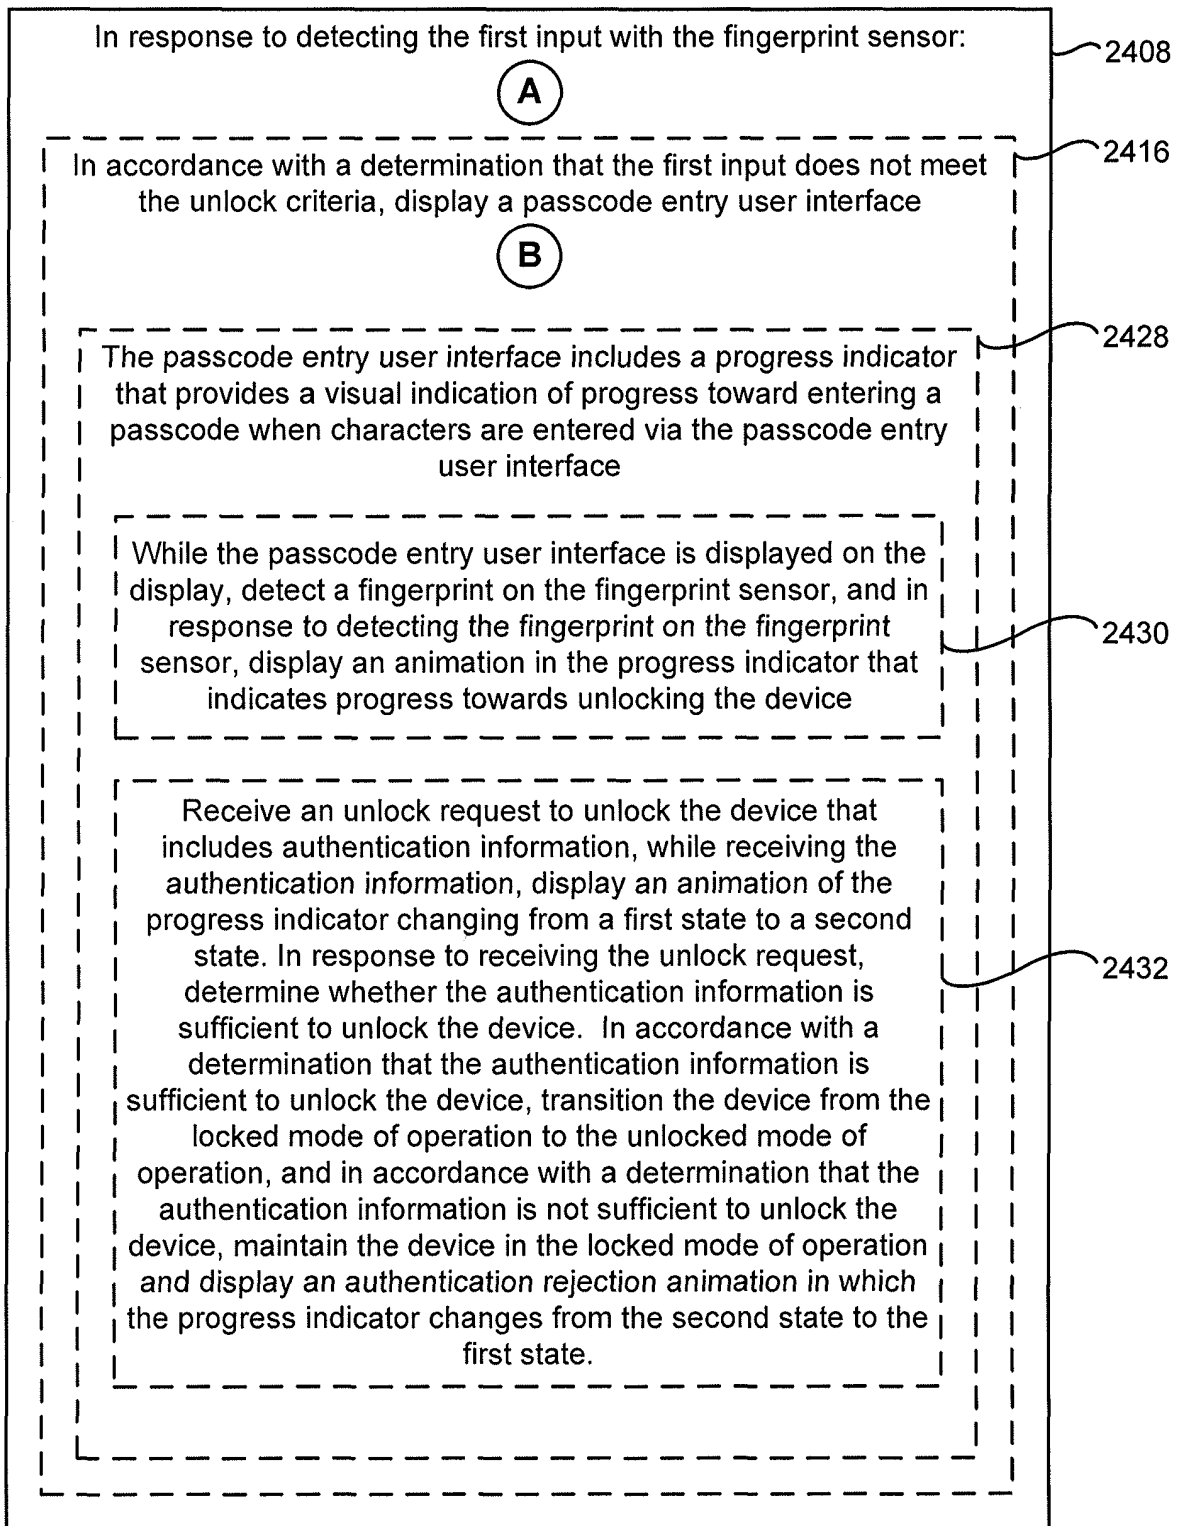 In response to detecting the first input with the fingerprint sensor:
2408
A
2416
In accordance with a determination that the first input does not meet
the unlock criteria, display a passcode entry user interface
B
2428
The passcode entry user interface includes a progress indicator
that provides a visual indication of progress toward entering a
passcode when characters are entered via the passcode entry
user interface
While the passcode entry user interface is displayed on the
display, detect a fingerprint on the fingerprint sensor, and in
response to detecting the fingerprint on the fingerprint
sensor, display an animation in the progress indicator that
indicates progress towards unlocking the device
2430
Receive an unlock request to unlock the device that
includes authentication information, while receiving the
authentication information, display an animation of the
progress indicator changing from a first state to a second
state. In response to receiving the unlock request,
determine whether the authentication information is
sufficient to unlock the device. In accordance with a
determination that the authentication information is
sufficient to unlock the device, transition the device from the
locked mode of operation to the unlocked mode of
operation, and in accordance with a determination that the
authentication information is not sufficient to unlock the
device, maintain the device in the locked mode of operation
and display an authentication rejection animation in which
the progress indicator changes from the second state to the
first state.
2432